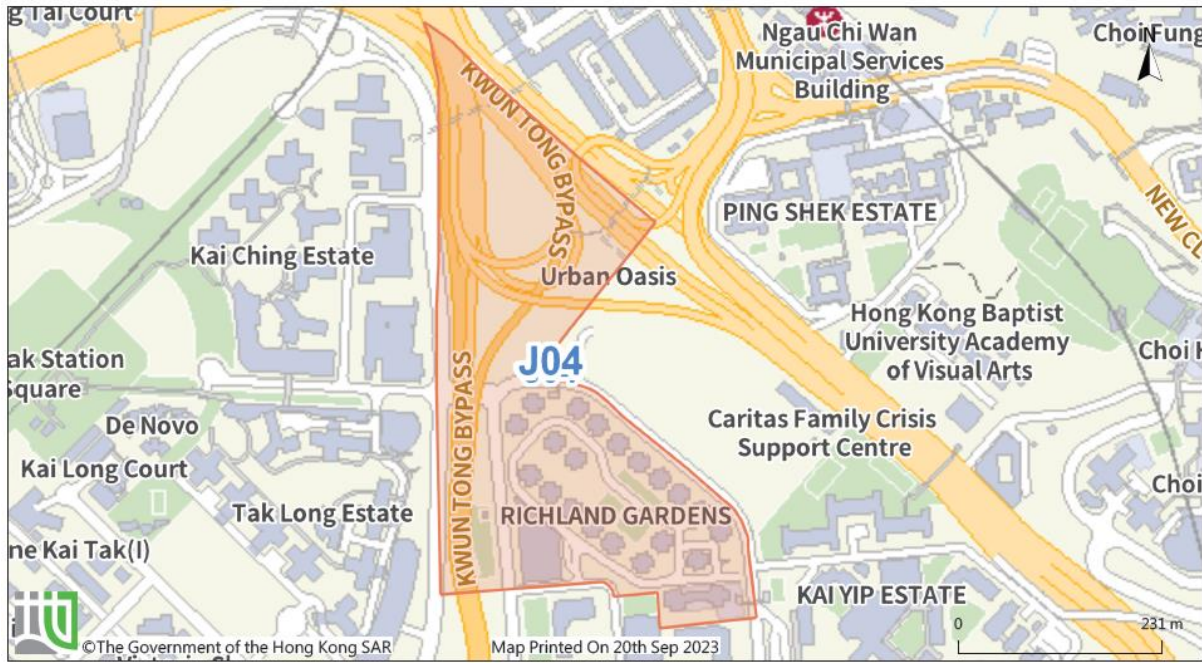 g Tai Court
Ngau Chi Wan
Municipal Services
Building
Choi Fung
KWUN TONG BYPASS
PING SHEK ESTATE
NEW CL
Kai Ching Estate
Urban Oasis
Hong Kong Baptist
University Academy
of Visual Arts
Choi H
ak Station
Square
J04
KWUN TONG BYPASS
De Novo
Kai Long Court
Caritas Family Crisis
Support Centre
Choi
Tak Long Estate
RICHLAND GARDENS
ne Kai Tak(I)
KAI YIP ESTATE
0
231 m
©The Government of the Hong Kong SAR
Map Printed On 20th Sep 2023